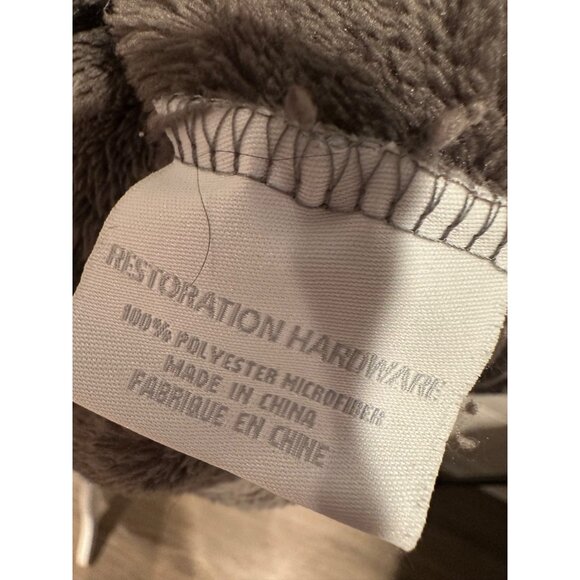 RESTORATION HARDWARE
100% POLYESTER MICROFIBER
MADE IN CHINA
FABRIQUE EN CHINE